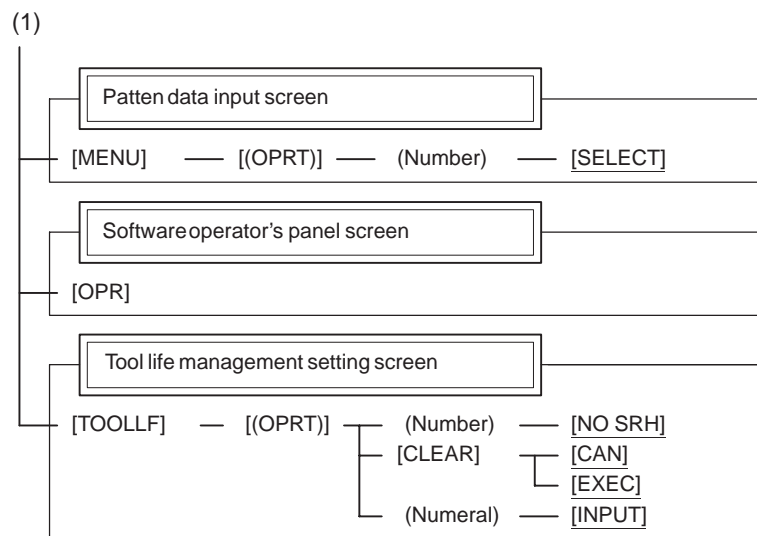 (1)
Patten data input screen
[MENU] [(OPRT)] (Number) [SELECT]
Software operator's panel screen
[OPR]
Tool life management setting screen
[TOOLLF] [(OPRT)] (Number) [NO SRH]
[CLEAR] [CAN]
[EXEC]
(Numeral) [INPUT]